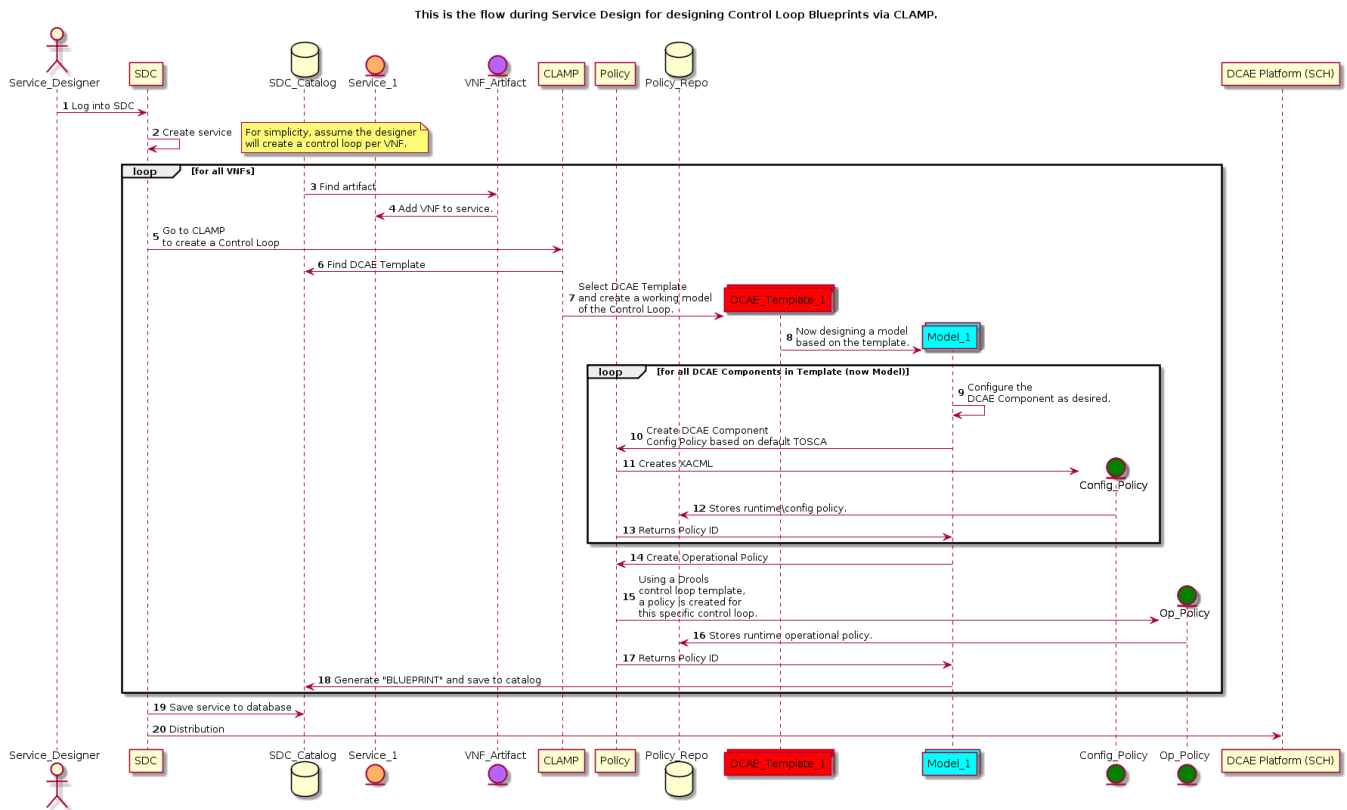 This is the flow during Service Design for designing Control Loop Blueprints via CLAMP.
Service_Designer
SDC
SDC_Catalog
Service_1
VNF_Artifact
CLAMP
Policy
Policy_Repo
DCAE Platform (SCH)
1 Log into SDC
2 Create service
For simplicity, assume the designer
will create a control loop per VNF.
loop [for all VNFs]
3 Find artifact
4 Add VNF to service.
5 Go to CLAMP
to create a Control Loop
6 Find DCAE Template
7 Select DCAE Template
and create a working model
of the Control Loop.
DCAE_Template_1
8 Now designing a model
based on the template.
Model_1
loop [for all DCAE Components in Template (now Model)]
9 Configure the
DCAE Component as desired.
10 Create DCAE Component
Config Policy based on default TOSCA
11 Creates XACML
Config_Policy
12 Stores runtime\config policy.
13 Returns Policy ID
14 Create Operational Policy
15 Using a Drools
control loop template,
a policy is created for
this specific control loop.
Op_Policy
16 Stores runtime operational policy.
17 Returns Policy ID
18 Generate "BLUEPRINT" and save to catalog
19 Save service to database
20 Distribution
Service_Designer
SDC
SDC_Catalog
Service_1
VNF_Artifact
CLAMP
Policy
Policy_Repo
DCAE_Template_1
Model_1
Config_Policy
Op_Policy
DCAE Platform (SCH)